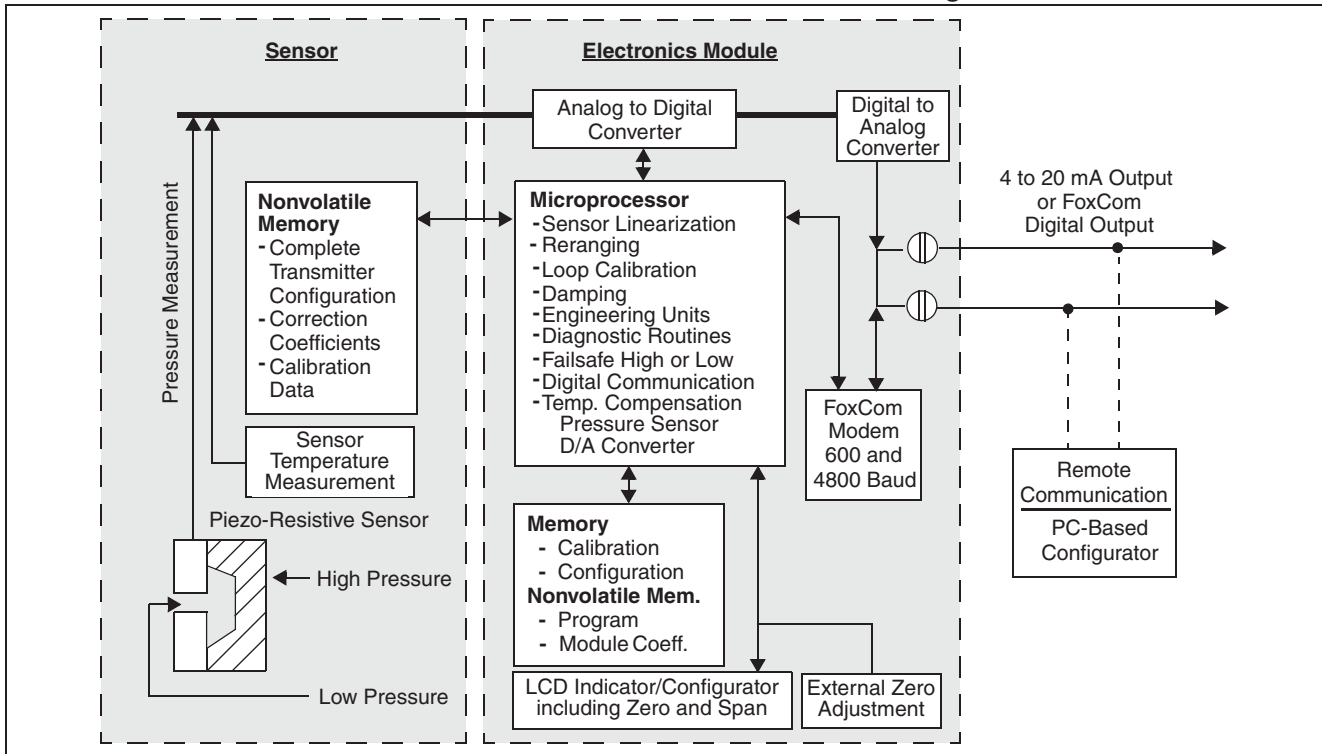 Sensor
Pressure Measurement
Nonvolatile
Memory
- Complete
Transmitter
Configuration
- Correction
Coefficients
- Calibration
Data
Sensor
Temperature
Measurement
Piezo-Resistive Sensor
High Pressure
Low Pressure
Electronics Module
Analog to Digital
Converter
Digital to
Analog
Converter
Microprocessor
- Sensor Linearization
- Reranging
- Loop Calibration
- Damping
- Engineering Units
- Diagnostic Routines
- Failsafe High or Low
- Digital Communication
- Temp. Compensation
Pressure Sensor
D/A Converter
FoxCom
Modem
600 and
4800 Baud
Memory
- Calibration
- Configuration
Nonvolatile Mem.
- Program
- Module Coeff.
LCD Indicator/Configurator
including Zero and Span
External Zero
Adjustment
4 to 20 mA Output
or FoxCom
Digital Output
Remote
Communication
PC-Based
Configurator